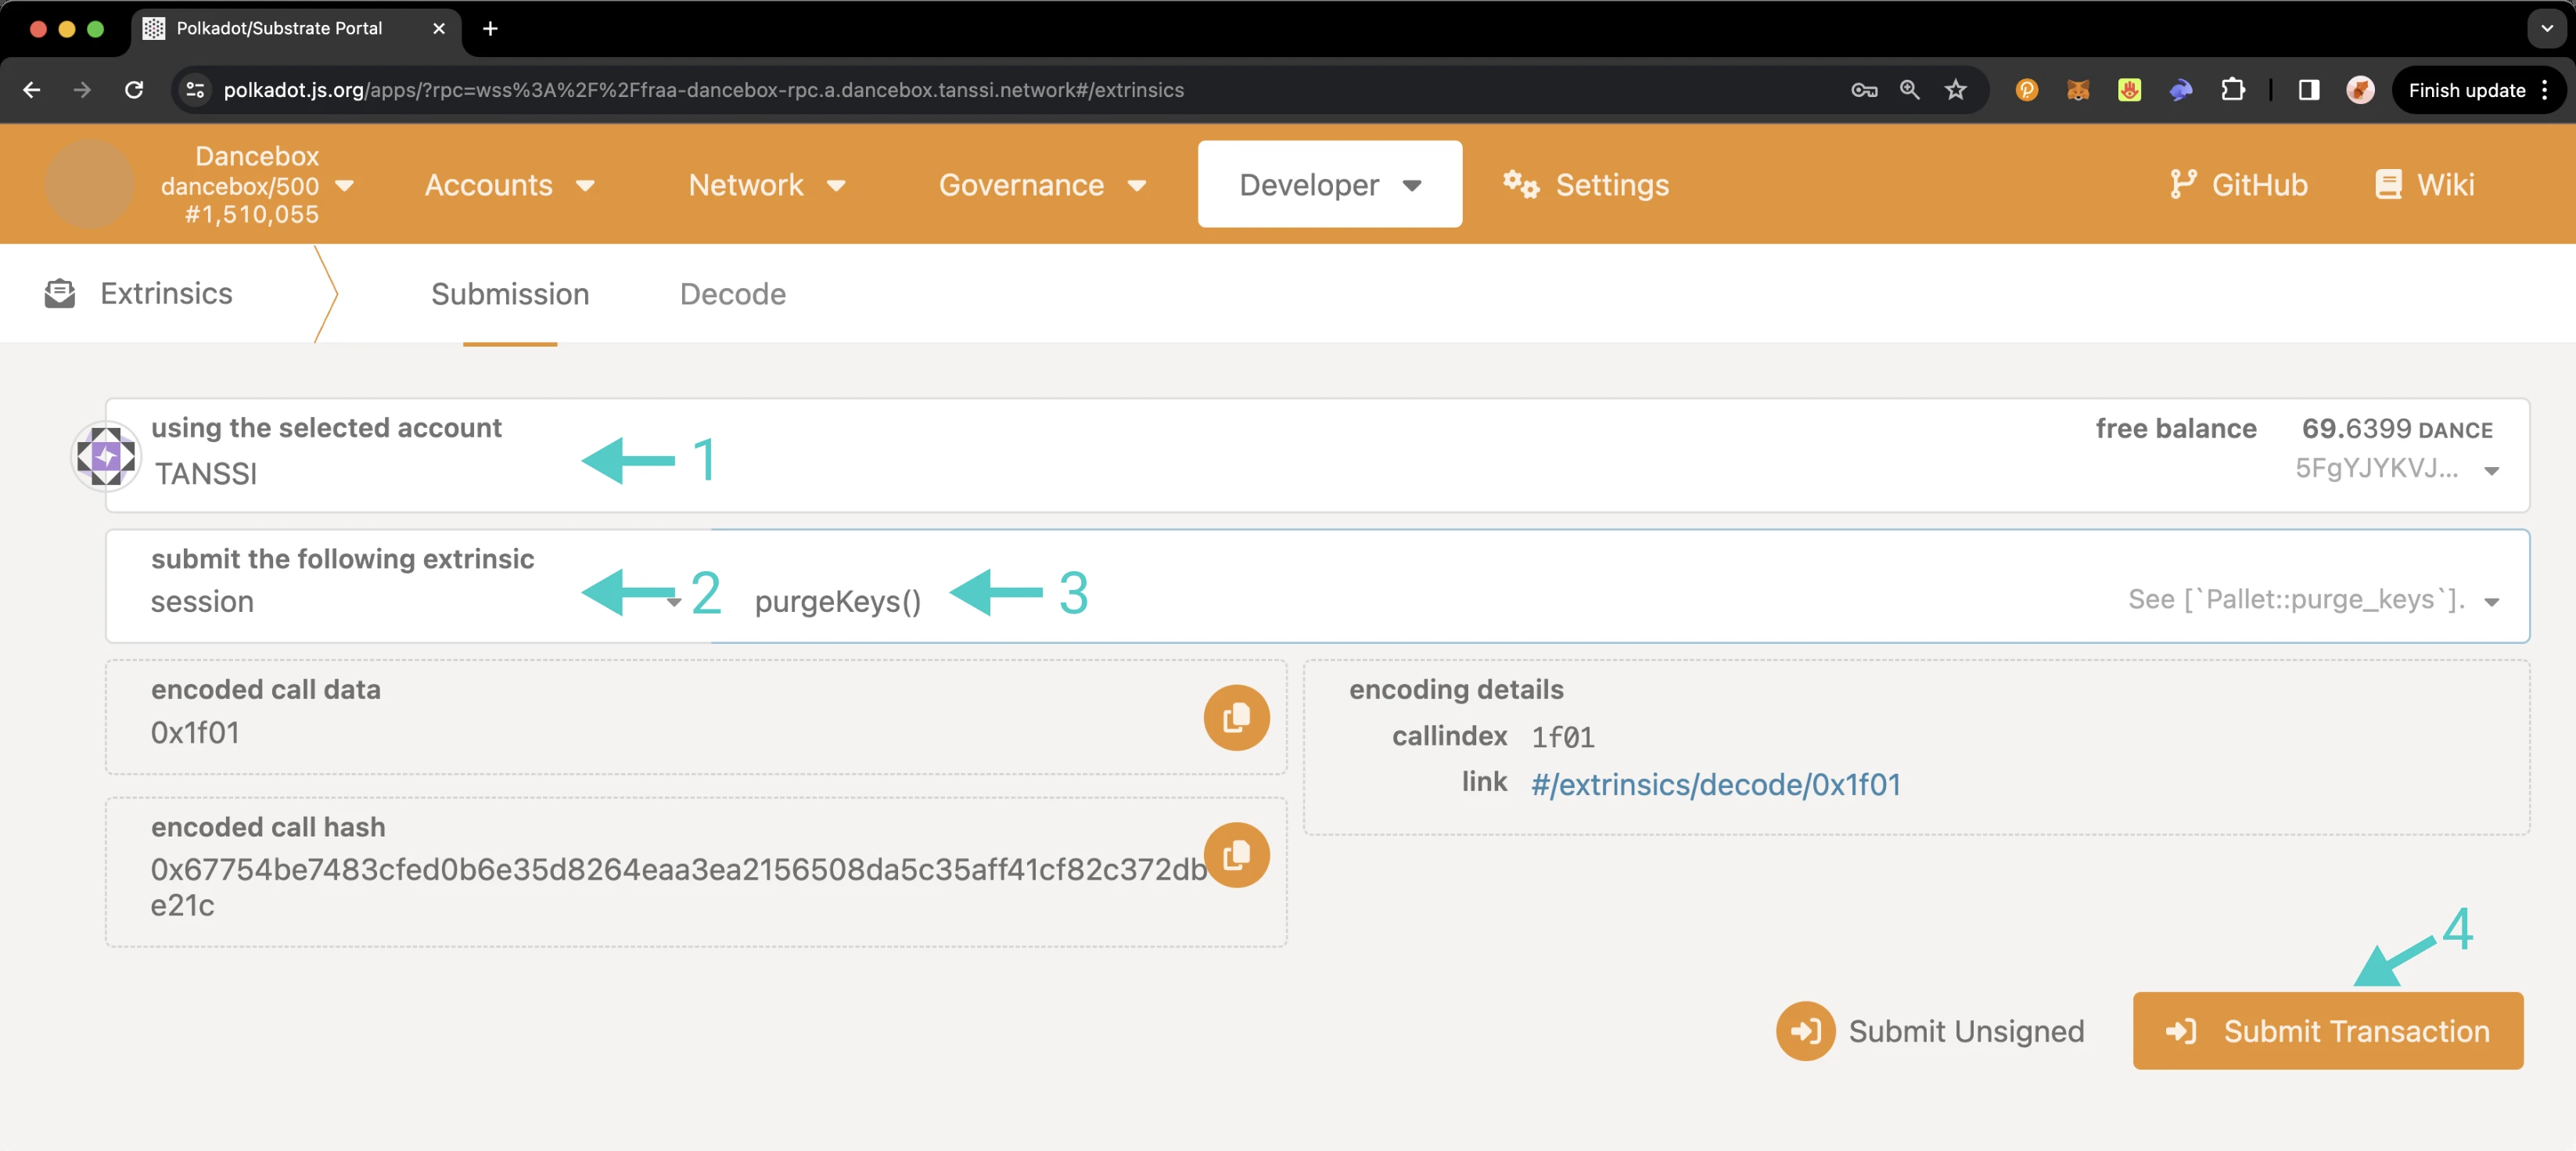 Polkadot/Substrate Portal
polkadot.js.org/apps/?rpc=wss%3A%2F%2Ffraa-dancebox-rpc.a.dancebox.tanssi.network#/extrinsics
Finish update
Dancebox
dancebox/500
#1,510,055
Accounts
Network
Governance
Developer
Settings
GitHub
Wiki
Extrinsics
Submission
Decode
using the selected account
TANSSI
1
free balance 69.6399 DANCE
5FgYJYKVJ...
submit the following extrinsic
session
2
purgeKeys()
3
See [`Pallet::purge_keys`].
encoded call data
0x1f01
encoding details
callindex 1f01
link #/extrinsics/decode/0x1f01
encoded call hash
0x67754be7483cfed0b6e35d8264eaa3ea2156508da5c35aff41cf82c372db
e21c
4
Submit Unsigned
Submit Transaction